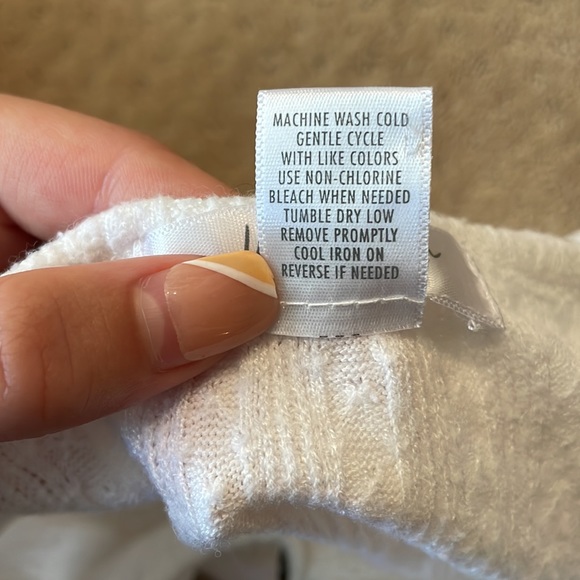 MACHINE WASH COLD
GENTLE CYCLE
WITH LIKE COLORS
USE NON-CHLORINE
BLEACH WHEN NEEDED
TUMBLE DRY LOW
REMOVE PROMPTLY
COOL IRON ON
REVERSE IF NEEDED